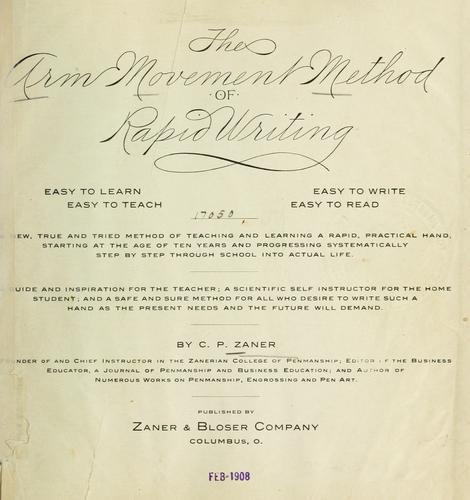 The
Arm Movement Method
·OF·
Rapid Writing
EASY TO LEARN EASY TO WRITE
EASY TO TEACH EASY TO READ
17050
EW, TRUE AND TRIED METHOD OF TEACHING AND LEARNING A RAPID, PRACTICAL HAND,
STARTING AT THE AGE OF TEN YEARS AND PROGRESSING SYSTEMATICALLY
STEP BY STEP THROUGH SCHOOL INTO ACTUAL LIFE.
UIDE AND INSPIRATION FOR THE TEACHER; A SCIENTIFIC SELF INSTRUCTOR FOR THE HOME
STUDENT; AND A SAFE AND SURE METHOD FOR ALL WHO DESIRE TO WRITE SUCH A
HAND AS THE PRESENT NEEDS AND THE FUTURE WILL DEMAND.
BY C. P. ZANER
UNDER OF AND CHIEF INSTRUCTOR IN THE ZANERIAN COLLEGE OF PENMANSHIP; EDITOR OF THE BUSINESS
EDUCATOR, A JOURNAL OF PENMANSHIP AND BUSINESS EDUCATION; AND AUTHOR OF
NUMEROUS WORKS ON PENMANSHIP, ENGROSSING AND PEN ART.
PUBLISHED BY
ZANER & BLOSER COMPANY
COLUMBUS, O.
FEB-1908